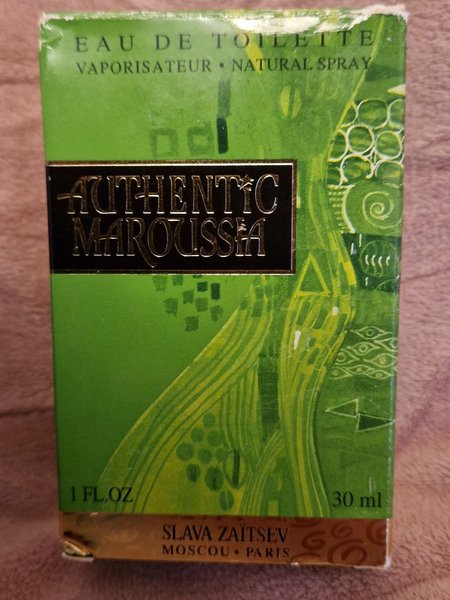 EAU DE TOILETTE
VAPORISATEUR • NATURAL SPRAY
AUTHENTIC
MAROUSSIA
1 FL.OZ 30 ml
SLAVA ZAÏTSEV
MOSCOU • PARIS